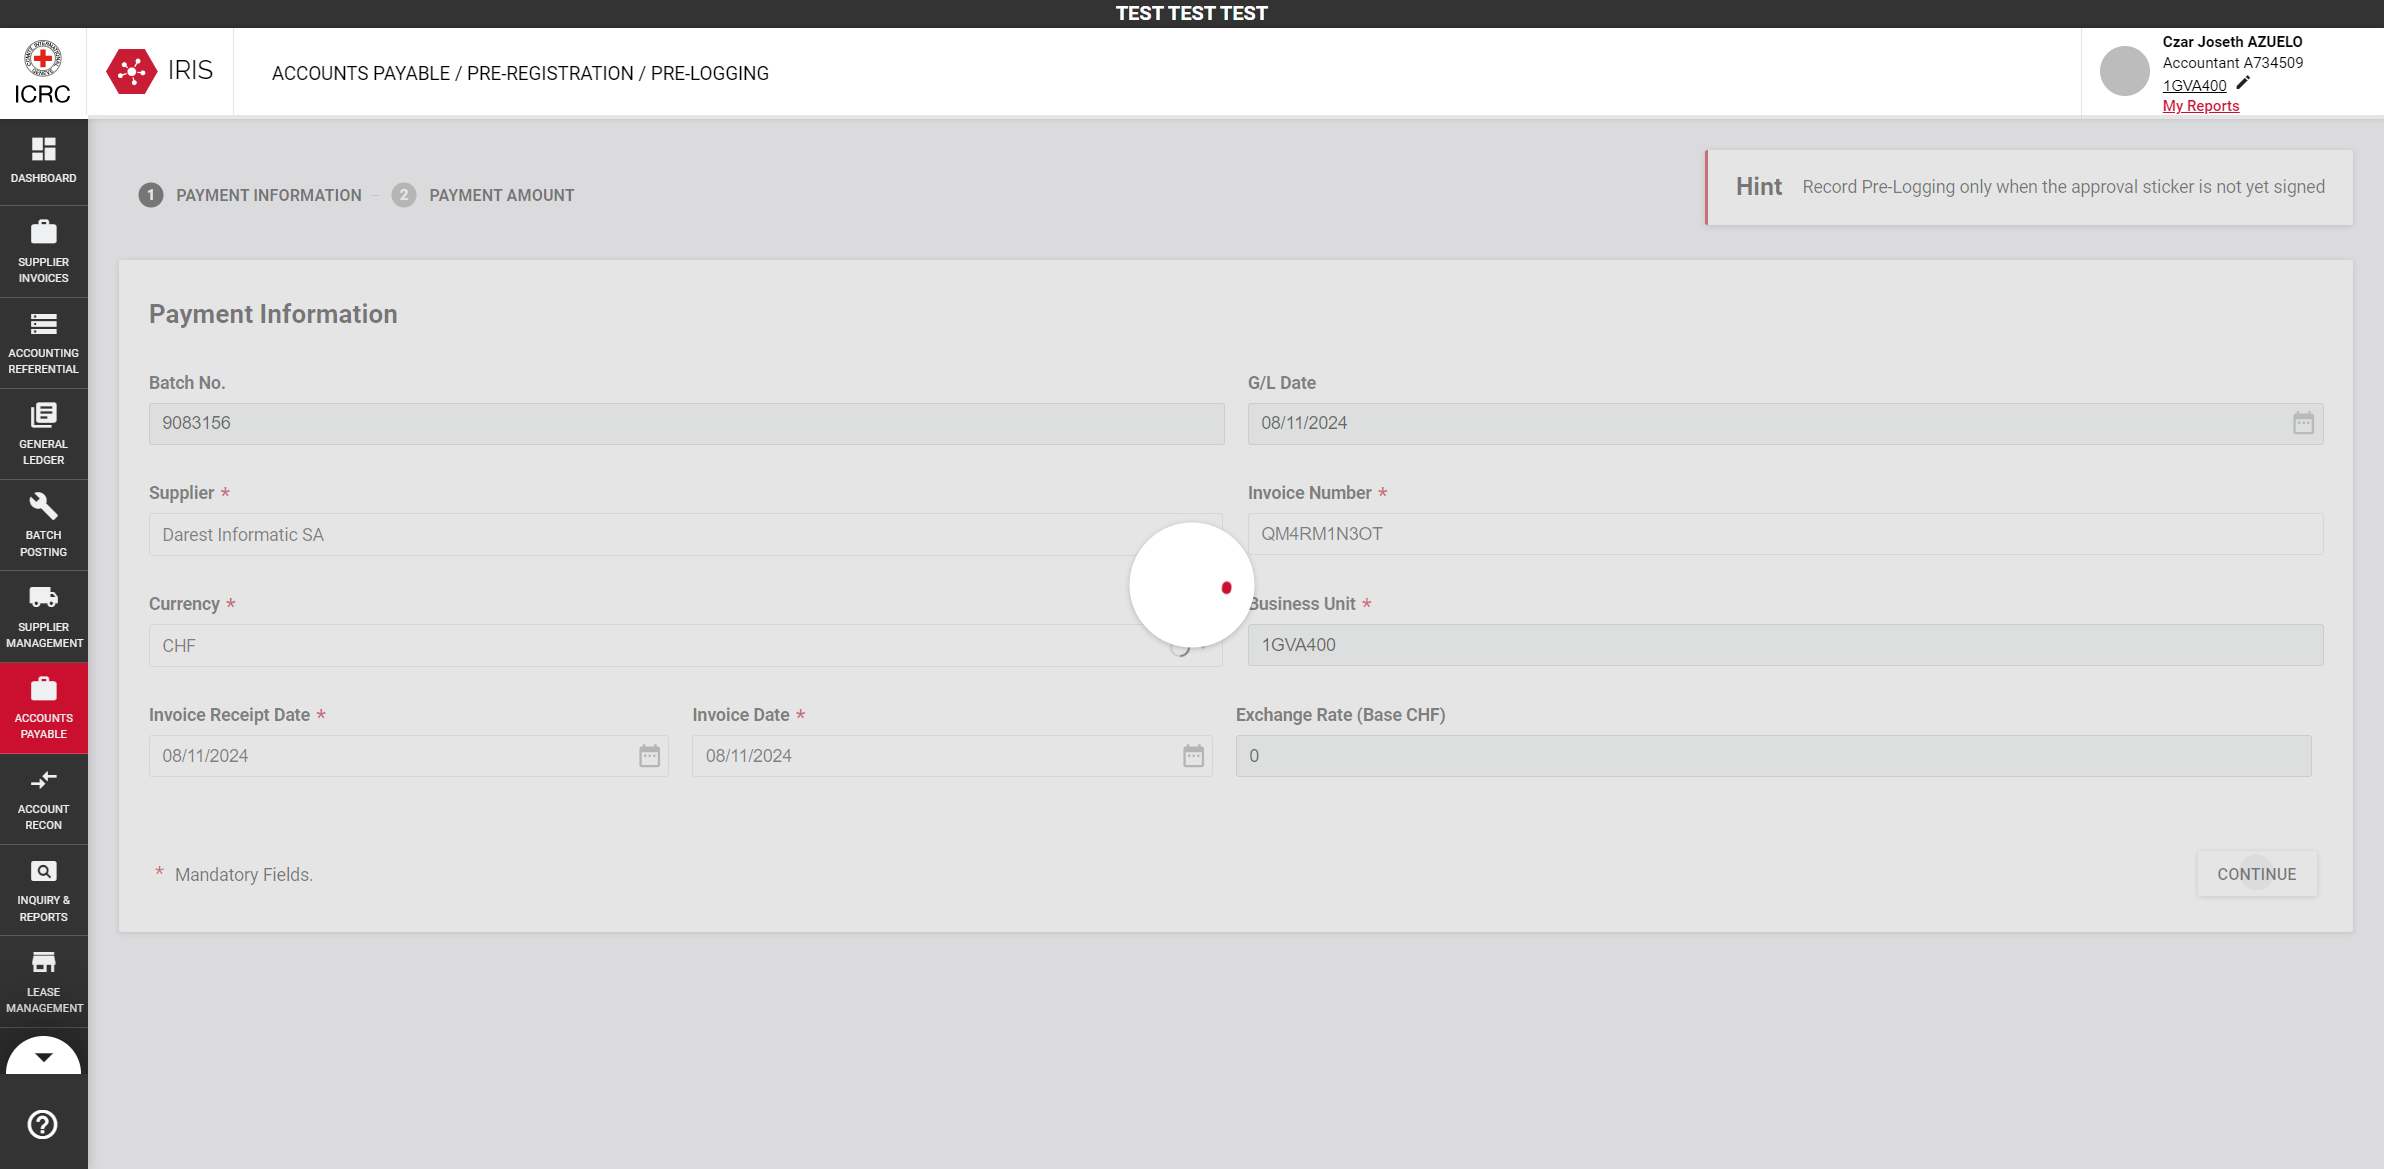 TEST TEST TEST
ICRC
IRIS
ACCOUNTS PAYABLE / PRE-REGISTRATION / PRE-LOGGING
Czar Joseth AZUELO
Accountant A734509
1GVA400
My Reports
DASHBOARD
SUPPLIER
INVOICES
ACCOUNTING
REFERENTIAL
GENERAL
LEDGER
BATCH
POSTING
SUPPLIER
MANAGEMENT
ACCOUNTS
PAYABLE
ACCOUNT
RECON
INQUIRY &
REPORTS
LEASE
MANAGEMENT
1 PAYMENT INFORMATION - 2 PAYMENT AMOUNT
Hint Record Pre-Logging only when the approval sticker is not yet signed
Payment Information
Batch No.
9083156
G/L Date
08/11/2024
Supplier *
Darest Informatic SA
Invoice Number *
QM4RM1N3OT
Currency *
CHF
Business Unit *
1GVA400
Invoice Receipt Date *
08/11/2024
Invoice Date *
08/11/2024
Exchange Rate (Base CHF)
0
* Mandatory Fields.
CONTINUE